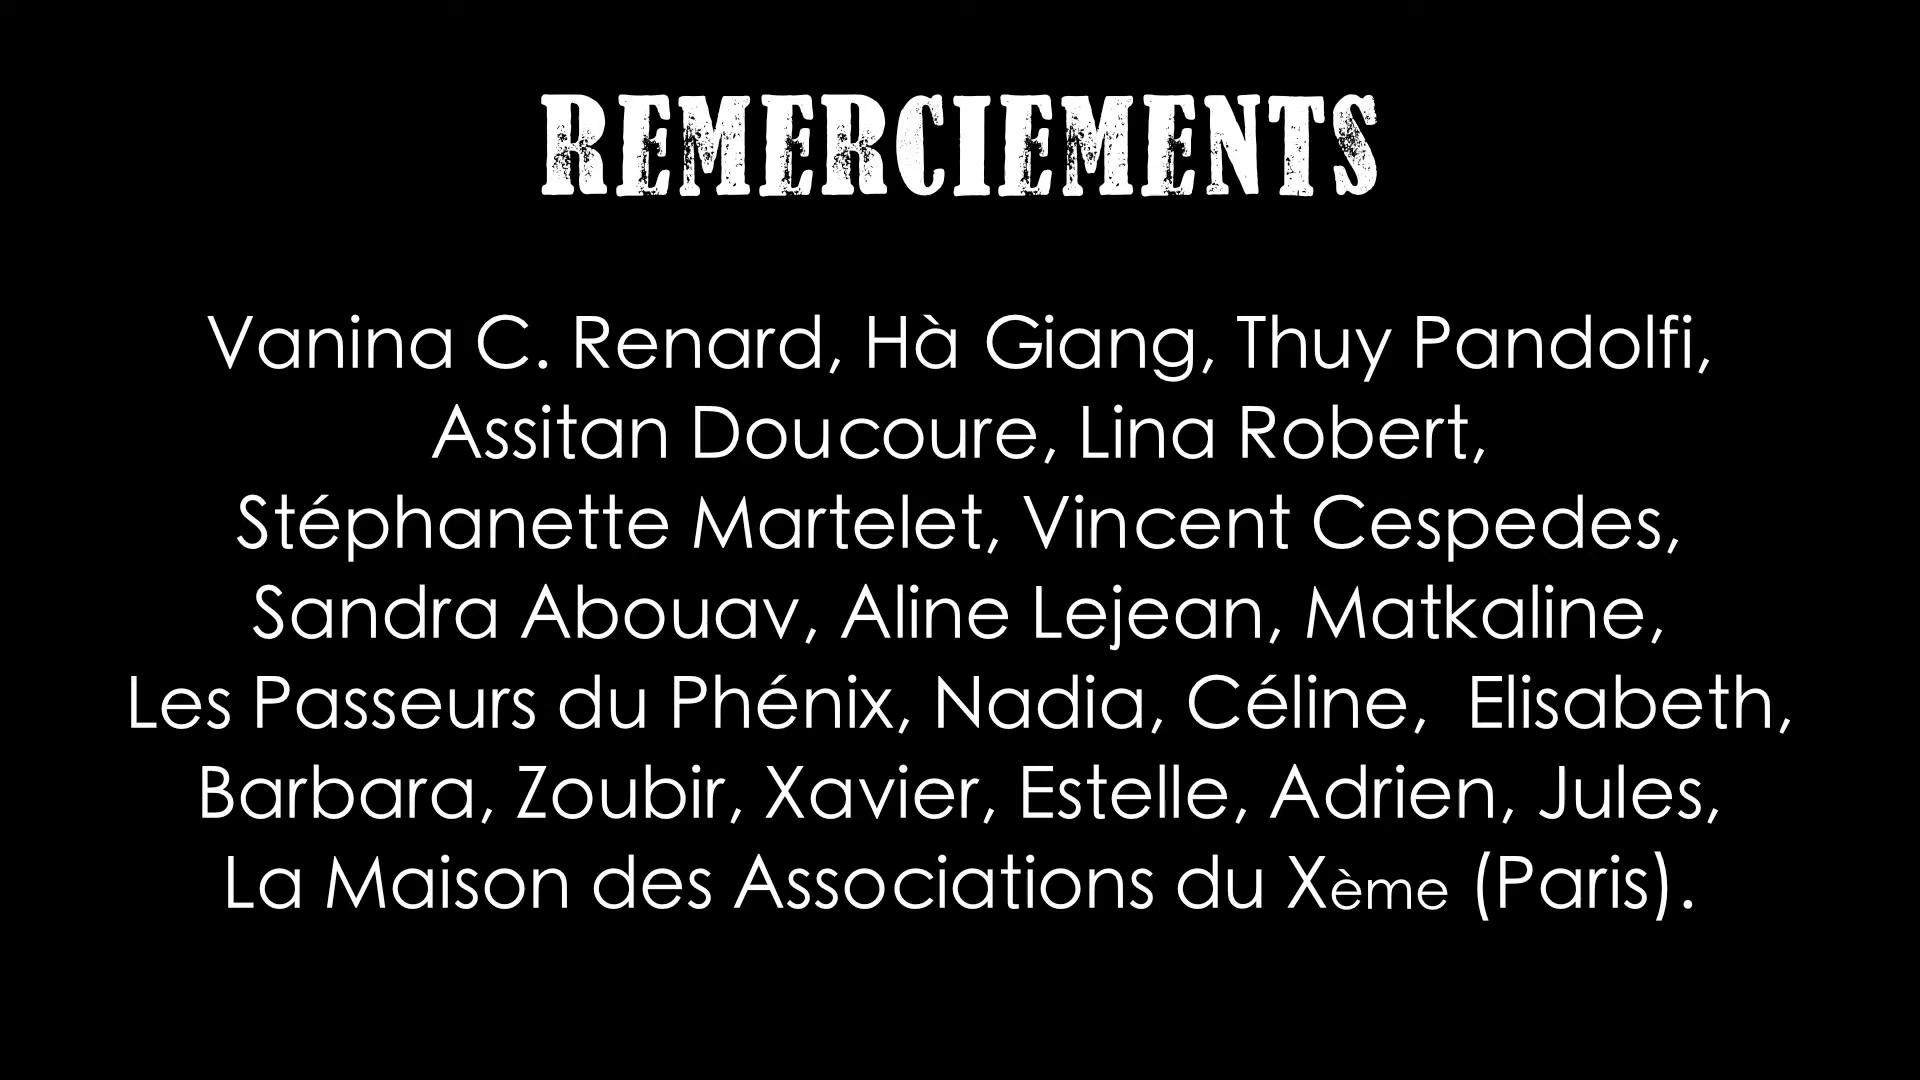 REMERCIEMENTS
Vanina C. Renard, Hà Giang, Thuy Pandolfi,
Assitan Doucoure, Lina Robert,
Stéphanette Martelet, Vincent Cespedes,
Sandra Abouav, Aline Lejean, Matkaline,
Les Passeurs du Phénix, Nadia, Céline,  Elisabeth,
Barbara, Zoubir, Xavier, Estelle, Adrien, Jules,
La Maison des Associations du Xème (Paris).